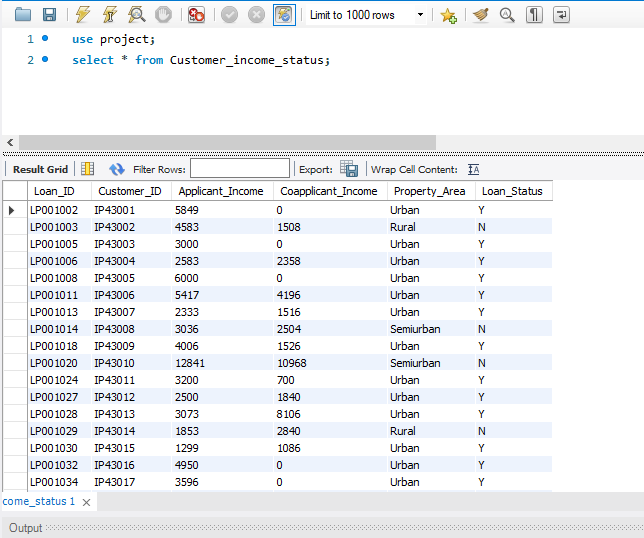 Limit to 1000 rows
1 use project;
2 select * from Customer_income_status;
Result Grid Filter Rows: Export: Wrap Cell Content: IA
Loan_ID Customer_ID Applicant_Income Coapplicant_Income Property_Area Loan_Status
LP001002 IP43001 5849 0 Urban Y
LP001003 IP43002 4583 1508 Rural N
LP001005 IP43003 3000 0 Urban Y
LP001006 IP43004 2583 2358 Urban Y
LP001008 IP43005 6000 0 Urban Y
LP001011 IP43006 5417 4196 Urban Y
LP001013 IP43007 2333 1516 Urban Y
LP001014 IP43008 3036 2504 Semiurban N
LP001018 IP43009 4006 1526 Urban Y
LP001020 IP43010 12841 10968 Semiurban N
LP001024 IP43011 3200 700 Urban Y
LP001027 IP43012 2500 1840 Urban Y
LP001028 IP43013 3073 8106 Urban Y
LP001029 IP43014 1853 2840 Rural N
LP001030 IP43015 1299 1086 Urban Y
LP001032 IP43016 4950 0 Urban Y
LP001034 IP43017 3596 0 Urban Y
come_status 1
Output